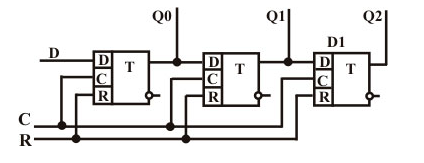 Q0 Q1 Q2
D1
D D T D T D T
C C C
R R R
C
R